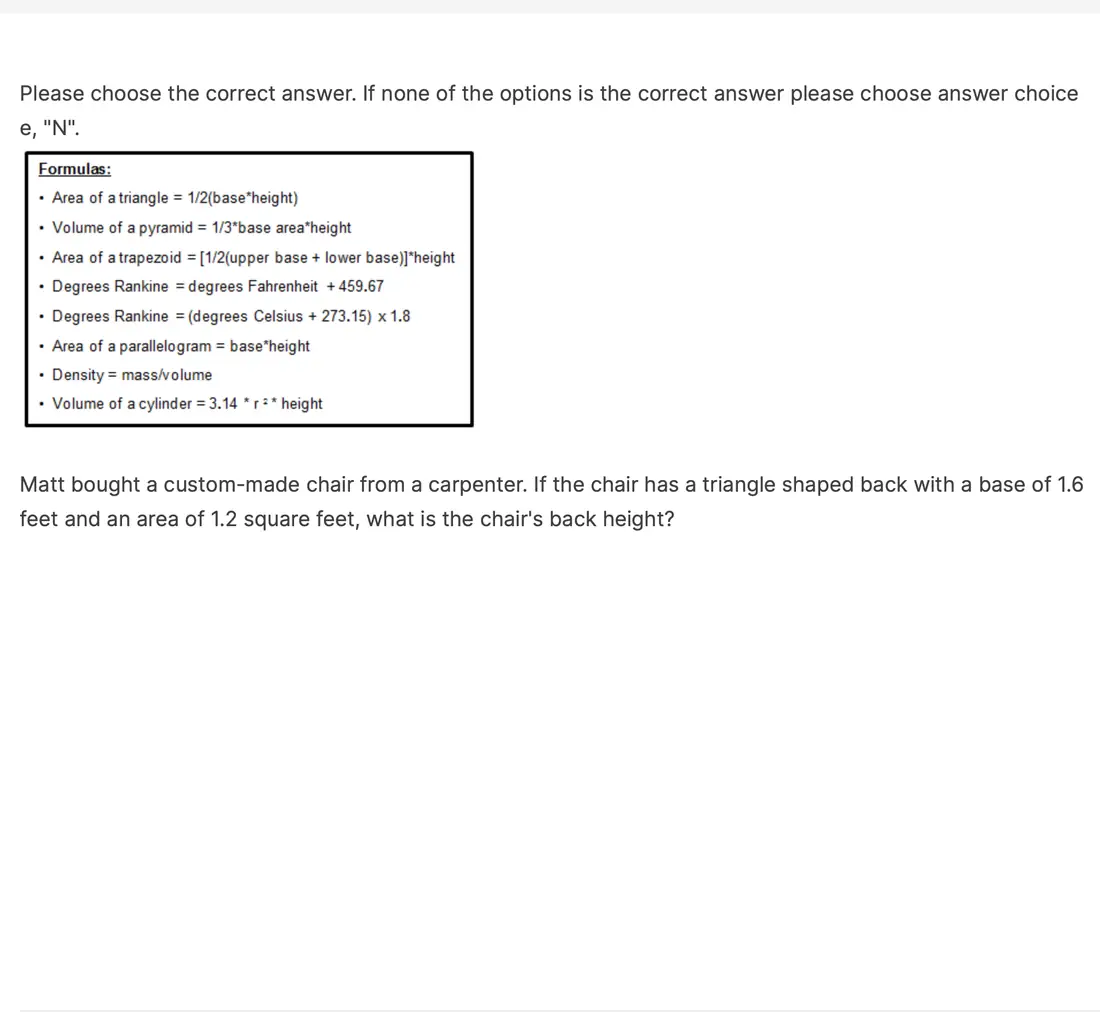 Please choose the correct answer. If none of the options is the correct answer please choose answer choice
e, "N".
Formulas:
• Area of a triangle = 1/2(base*height)
• Volume of a pyramid = 1/3*base area*height
• Area of a trapezoid = [1/2(upper base + lower base)]*height
• Degrees Rankine = degrees Fahrenheit + 459.67
• Degrees Rankine = (degrees Celsius + 273.15) x 1.8
• Area of a parallelogram = base*height
• Density = mass/volume
• Volume of a cylinder = 3.14 * r ² * height
Matt bought a custom-made chair from a carpenter. If the chair has a triangle shaped back with a base of 1.6
feet and an area of 1.2 square feet, what is the chair's back height?